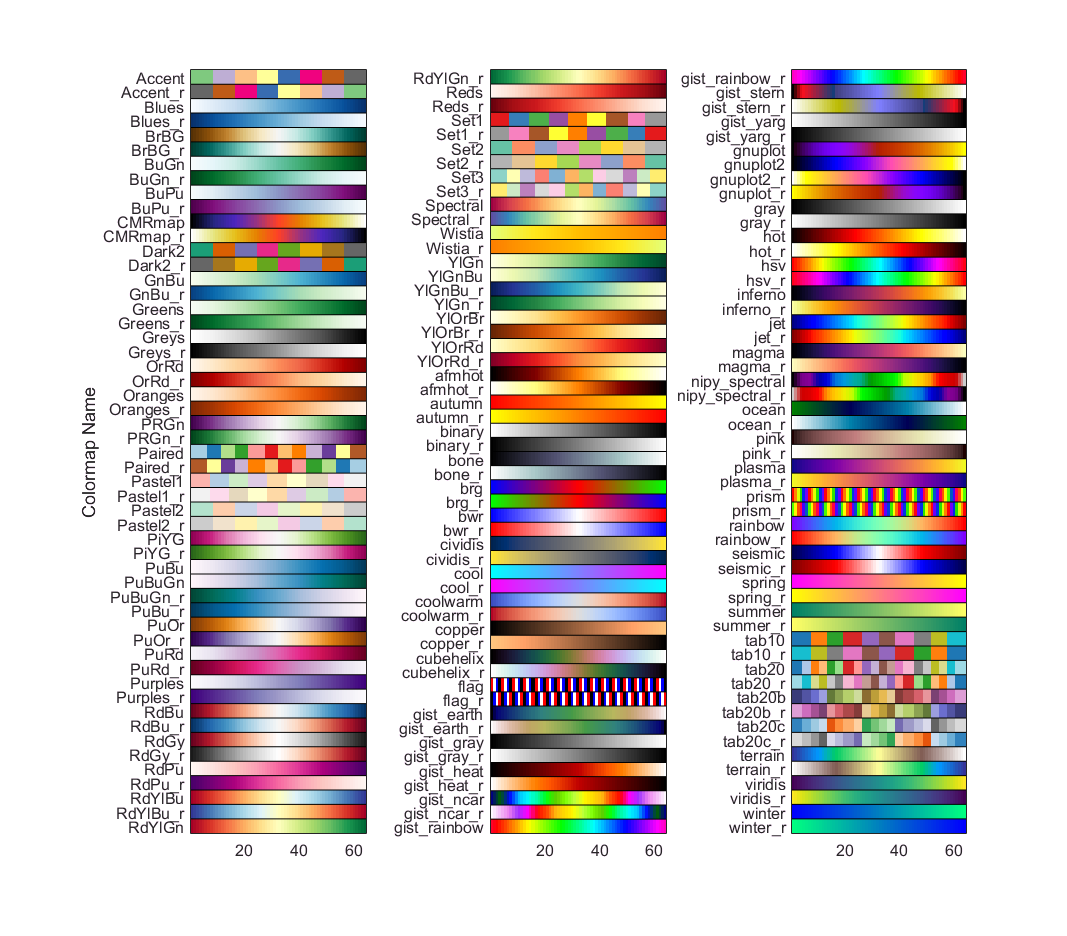 Colormap Name
Accent
Accent_r
Blues
Blues_r
BrBG
BrBG_r
BuGn
BuGn_r
BuPu
BuPu_r
CMRmap
CMRmap_r
Dark2
Dark2_r
GnBu
GnBu_r
Greens
Greens_r
Greys
Greys_r
OrRd
OrRd_r
Oranges
Oranges_r
PRGn
PRGn_r
Paired
Paired_r
Pastel1
Pastel1_r
Pastel2
Pastel2_r
PiYG
PiYG_r
PuBu
PuBuGn
PuBuGn_r
PuBu_r
PuOr
PuOr_r
PuRd
PuRd_r
Purples
Purples_r
RdBu
RdBu_r
RdGy
RdGy_r
RdPu
RdPu_r
RdYlBu
RdYlBu_r
RdYlGn
20 40 60
RdYlGn_r
Reds
Reds_r
Set1
Set1_r
Set2
Set2_r
Set3
Set3_r
Spectral
Spectral_r
Wistia
Wistia_r
YlGn
YlGnBu
YlGnBu_r
YlGn_r
YlOrBr
YlOrBr_r
YlOrRd
YlOrRd_r
afmhot
afmhot_r
autumn
autumn_r
binary
binary_r
bone
bone_r
brg
brg_r
bwr
bwr_r
cividis
cividis_r
cool
cool_r
coolwarm
coolwarm_r
copper
copper_r
cubehelix
cubehelix_r
flag
flag_r
gist_earth
gist_earth_r
gist_gray
gist_gray_r
gist_heat
gist_heat_r
gist_ncar
gist_ncar_r
gist_rainbow
20 40 60
gist_rainbow_r
gist_stern
gist_stern_r
gist_yarg
gist_yarg_r
gnuplot
gnuplot2
gnuplot2_r
gnuplot_r
gray
gray_r
hot
hot_r
hsv
hsv_r
inferno
inferno_r
jet
jet_r
magma
magma_r
nipy_spectral
nipy_spectral_r
ocean
ocean_r
pink
pink_r
plasma
plasma_r
prism
prism_r
rainbow
rainbow_r
seismic
seismic_r
spring
spring_r
summer
summer_r
tab10
tab10_r
tab20
tab20_r
tab20b
tab20b_r
tab20c
tab20c_r
terrain
terrain_r
viridis
viridis_r
winter
winter_r
20 40 60